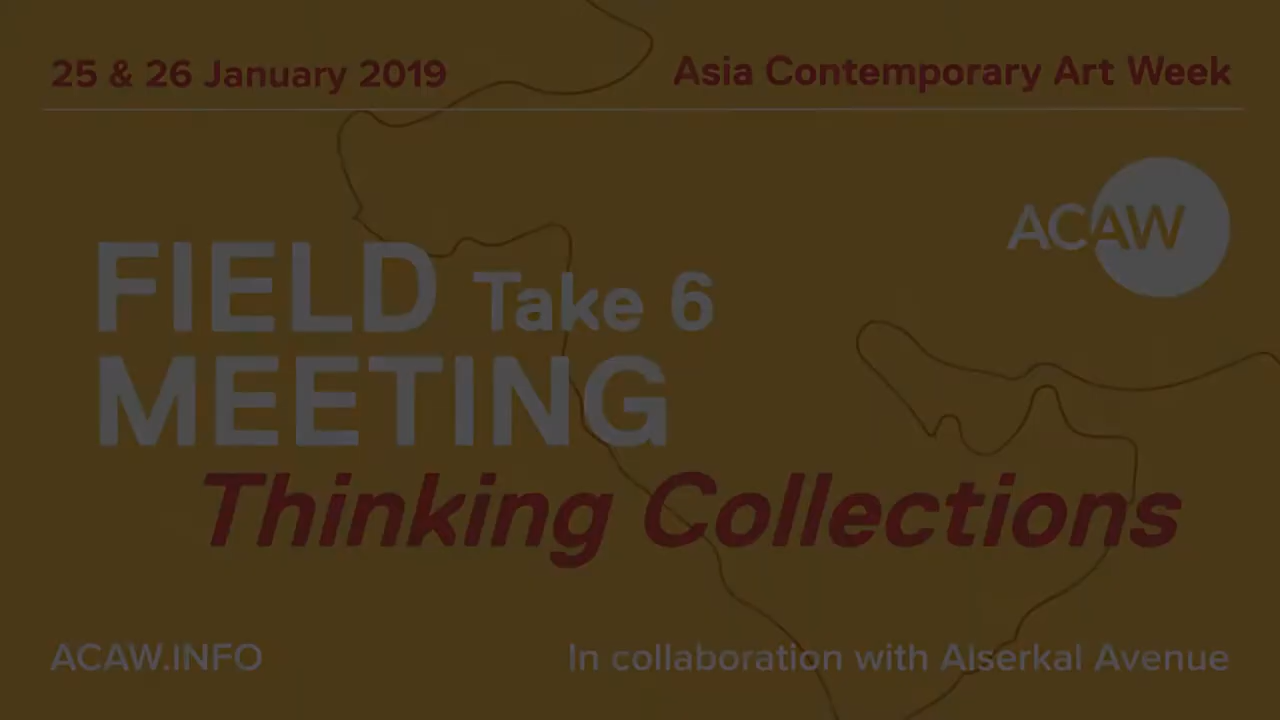 25 & 26 January 2019
Asia Contemporary Art Week
ACAW
FIELD Take 6
MEETING
Thinking Collections
ACAW.INFO
In collaboration with Alserkal Avenue